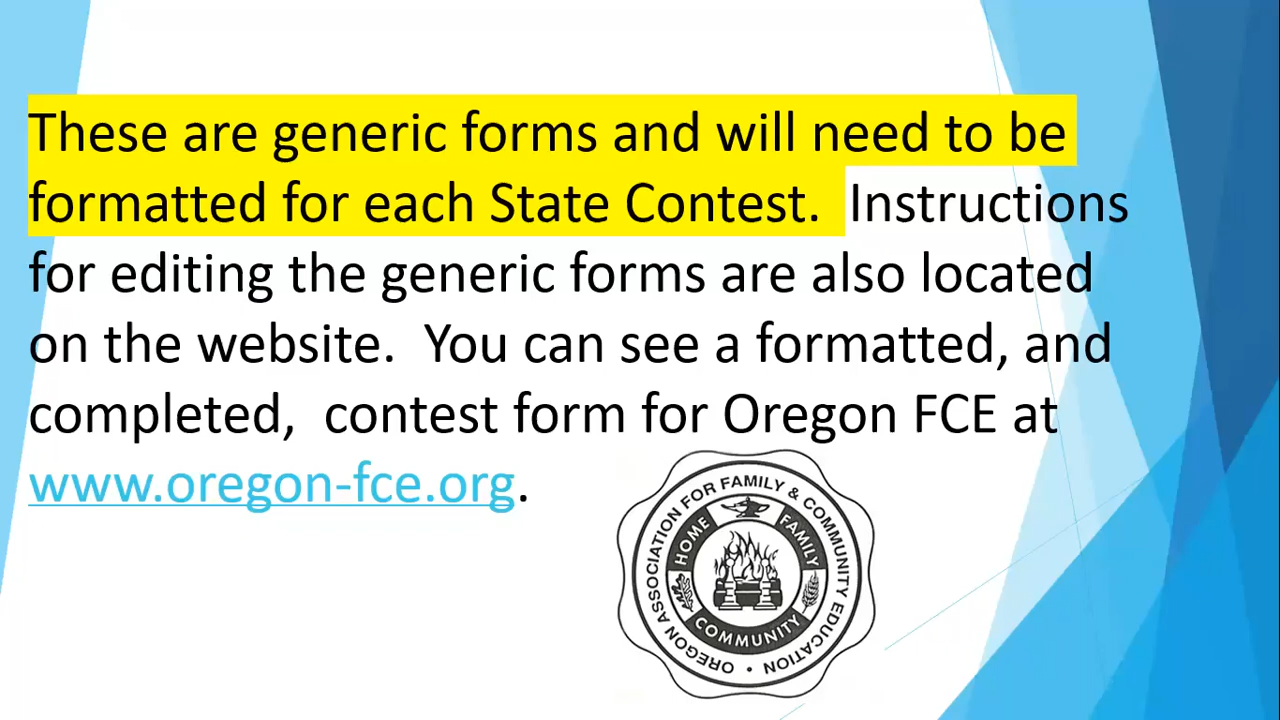 These are generic forms and will need to be
formatted for each State Contest.  Instructions
for editing the generic forms are also located
on the website.  You can see a formatted, and
completed,  contest form for Oregon FCE at
www.oregon-fce.org.
OREGON ASSOCIATION FOR FAMILY & COMMUNITY EDUCATION •
HOME
FAMILY
COMMUNITY